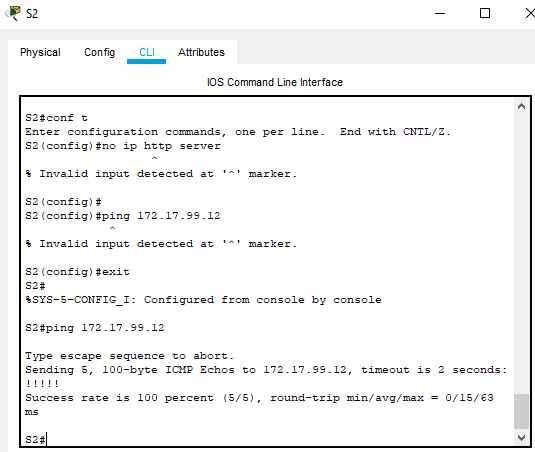 S2
Physical Config CLI Attributes
IOS Command Line Interface
S2#conf t
Enter configuration commands, one per line.  End with CNTL/Z.
S2(config)#no ip http server
^
% Invalid input detected at '^' marker.
S2(config)#
S2(config)#ping 172.17.99.12
^
% Invalid input detected at '^' marker.
S2(config)#exit
S2#
%SYS-5-CONFIG_I: Configured from console by console
S2#ping 172.17.99.12
Type escape sequence to abort.
Sending 5, 100-byte ICMP Echos to 172.17.99.12, timeout is 2 seconds:
!!!!!
Success rate is 100 percent (5/5), round-trip min/avg/max = 0/15/63
ms
S2#